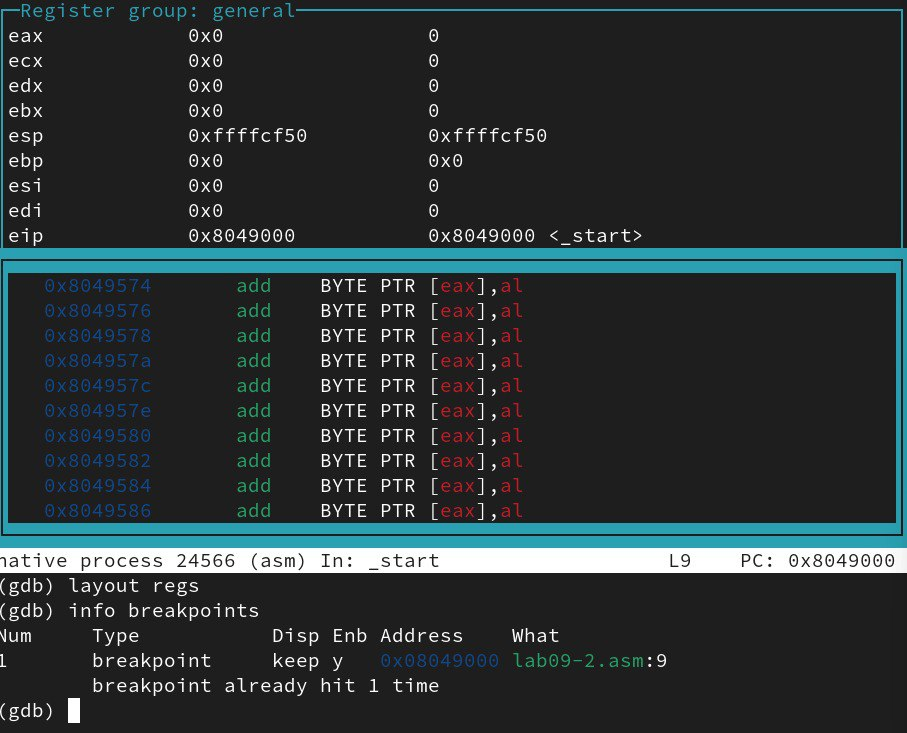 Register group: general
eax 0x0 0
ecx 0x0 0
edx 0x0 0
ebx 0x0 0
esp 0xffffcf50 0xffffcf50
ebp 0x0 0x0
esi 0x0 0
edi 0x0 0
eip 0x8049000 0x8049000 <_start>
0x8049574 add BYTE PTR [eax],al
0x8049576 add BYTE PTR [eax],al
0x8049578 add BYTE PTR [eax],al
0x804957a add BYTE PTR [eax],al
0x804957c add BYTE PTR [eax],al
0x804957e add BYTE PTR [eax],al
0x8049580 add BYTE PTR [eax],al
0x8049582 add BYTE PTR [eax],al
0x8049584 add BYTE PTR [eax],al
0x8049586 add BYTE PTR [eax],al
native process 24566 (asm) In: _start L9 PC: 0x8049000
(gdb) layout regs
(gdb) info breakpoints
Num Type Disp Enb Address What
1 breakpoint keep y 0x08049000 lab09-2.asm:9
breakpoint already hit 1 time
(gdb)